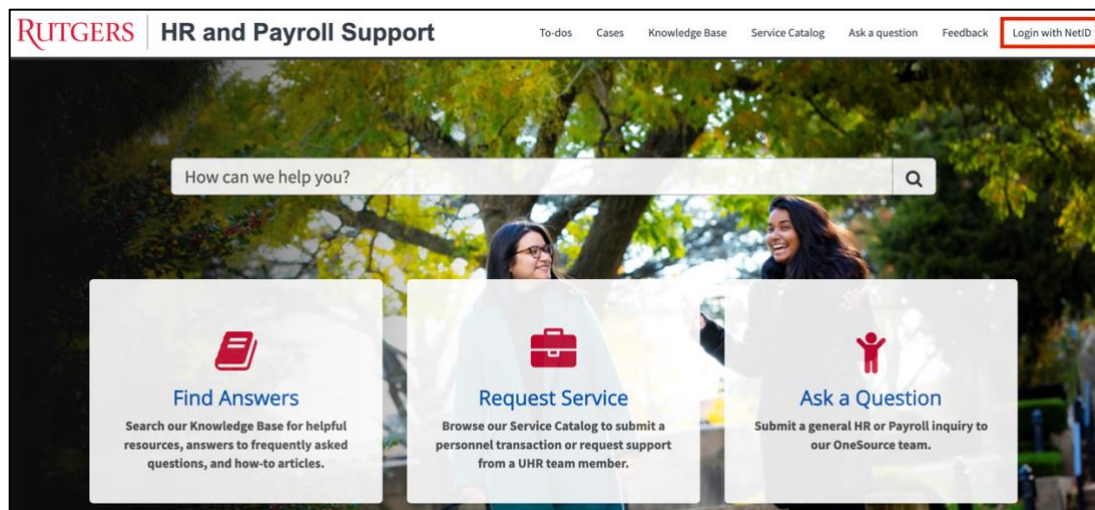 RUTGERS HR and Payroll Support
To-dos Cases Knowledge Base Service Catalog Ask a question Feedback Login with NetID
How can we help you?
Find Answers
Search our Knowledge Base for helpful
resources, answers to frequently asked
questions, and how-to articles.
Request Service
Browse our Service Catalog to submit a
personnel transaction or request support
from a UHR team member.
Ask a Question
Submit a general HR or Payroll inquiry to
our OneSource team.